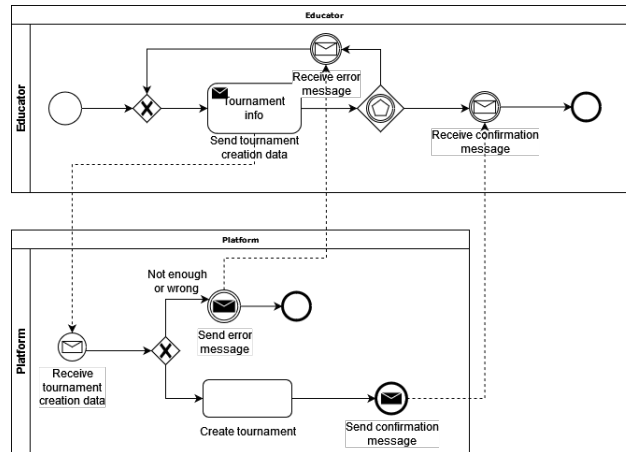 Educator
Educator
Receive error
message
Tournament
info
Send tournament
creation data
Receive confirmation
message
Platform
Platform
Not enough
or wrong
Send error
message
Receive
tournament
creation data
Create tournament
Send confirmation
message